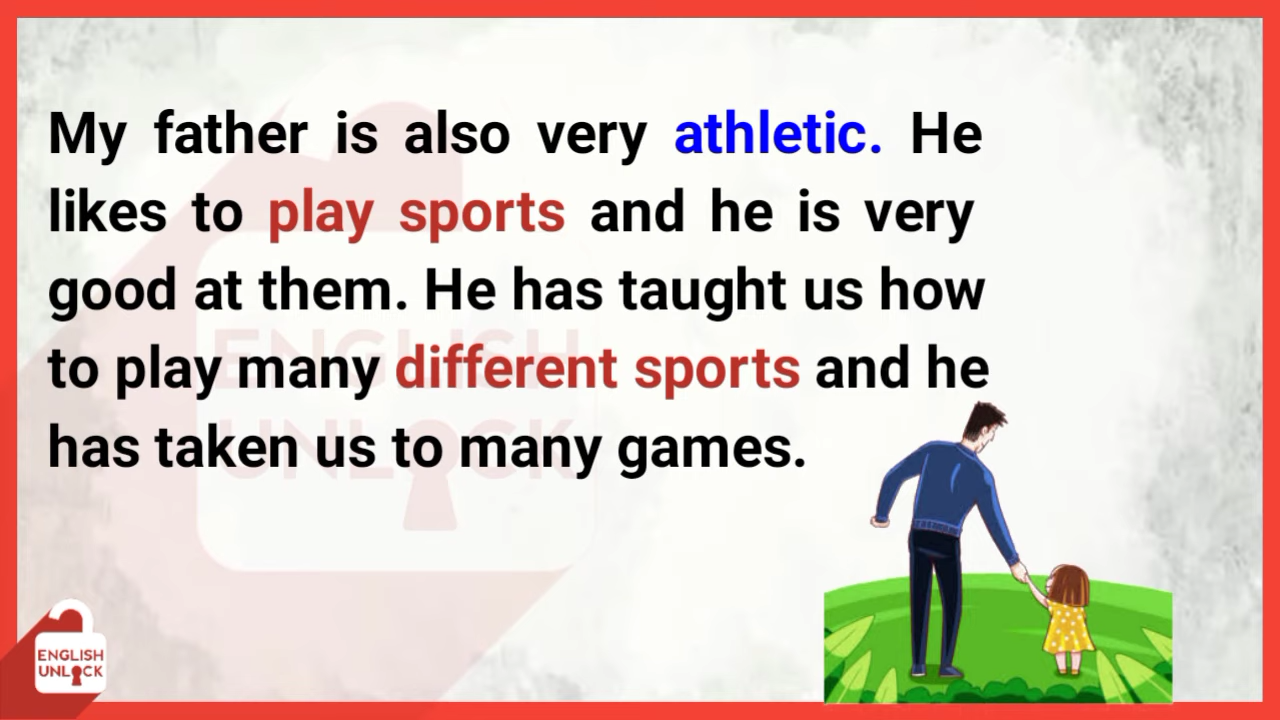 My father is also very athletic. He
likes to play sports and he is very
good at them. He has taught us how
to play many different sports and he
has taken us to many games.
ENGLISH
UNLOCK
ENGLISH
UNLOCK